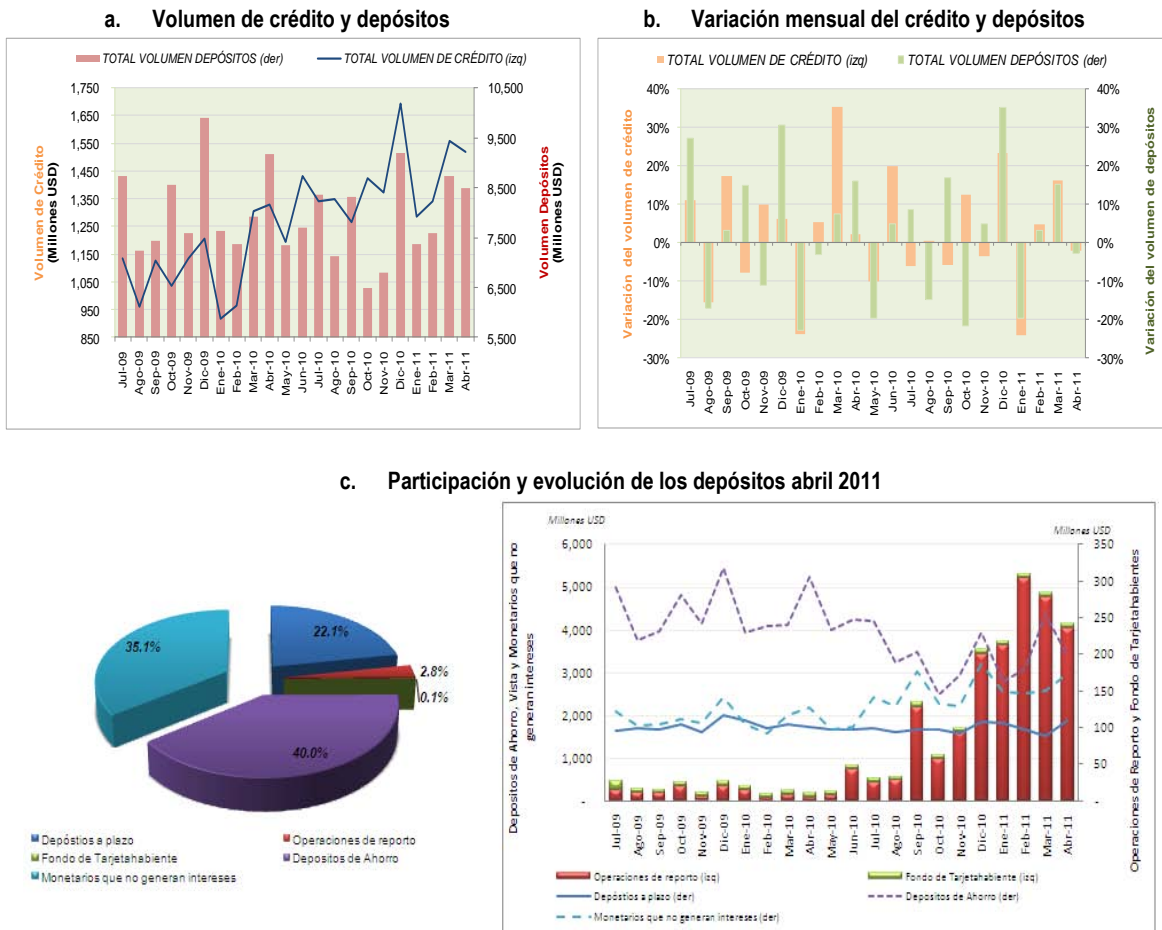 a. Volumen de crédito y depósitos
TOTAL VOLUMEN DEPÓSITOS (der)
TOTAL VOLUMEN DE CRÉDITO (izq)
Volumen de Crédito
(Millones USD)
1,750
1,650
1,550
1,450
1,350
1,250
1,150
1,050
950
850
10,500
9,500
8,500
7,500
6,500
5,500
Volumen Depósitos
(Millones USD)
Jul-09
Ago-09
Sep-09
Oct-09
Nov-09
Dic-09
Ene-10
Feb-10
Mar-10
Abr-10
May-10
Jun-10
Jul-10
Ago-10
Sep-10
Oct-10
Nov-10
Dic-10
Ene-11
Feb-11
Mar-11
Abr-11
b. Variación mensual del crédito y depósitos
TOTAL VOLUMEN DE CRÉDITO (izq)
TOTAL VOLUMEN DEPÓSITOS (der)
Variación del volumen de crédito
40%
30%
20%
10%
0%
-10%
-20%
-30%
40%
30%
20%
10%
0%
-10%
-20%
-30%
Variación del volumen de depósitos
Jul-09
Ago-09
Sep-09
Oct-09
Nov-09
Dic-09
Ene-10
Feb-10
Mar-10
Abr-10
May-10
Jun-10
Jul-10
Ago-10
Sep-10
Oct-10
Nov-10
Dic-10
Ene-11
Feb-11
Mar-11
Abr-11
c. Participación y evolución de los depósitos abril 2011
35.1%
22.1%
2.8%
0.1%
40.0%
Depóstios a plazo
Operaciones de reporto
Fondo de Tarjetahabiente
Depositos de Ahorro
Monetarios que no generan intereses
Millones USD
Millones USD
Depositos de Ahorro, Vista y Monetarios que no
generan intereses
6,000
5,000
4,000
3,000
2,000
1,000
-
350
300
250
200
150
100
50
-
Operaciones de Reporto y Fondo de Tarjetahabientes
Jul-09
Ago-09
Sep-09
Oct-09
Nov-09
Dic-09
Ene-10
Feb-10
Mar-10
Abr-10
May-10
Jun-10
Jul-10
Ago-10
Sep-10
Oct-10
Nov-10
Dic-10
Ene-11
Feb-11
Mar-11
Abr-11
Operaciones de reporto (izq)
Fondo de Tarjetahabiente (izq)
Depóstios a plazo (der)
Depositos de Ahorro (der)
Monetarios que no generan intereses (der)